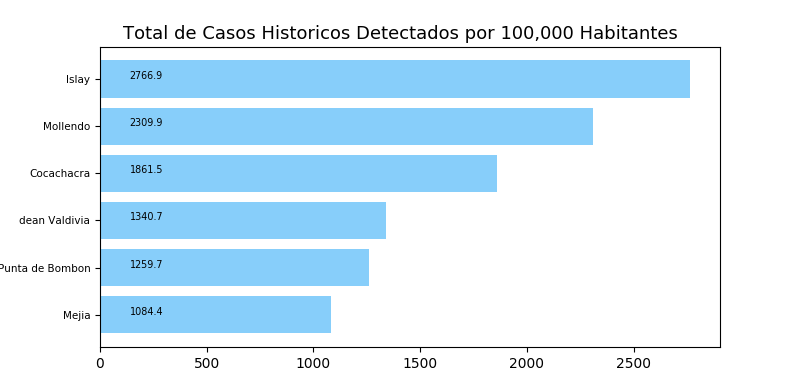 Total de Casos Historicos Detectados por 100,000 Habitantes
Islay 2766.9
Mollendo 2309.9
Cocachacra 1861.5
dean Valdivia 1340.7
Punta de Bombon 1259.7
Mejia 1084.4
0 500 1000 1500 2000 2500